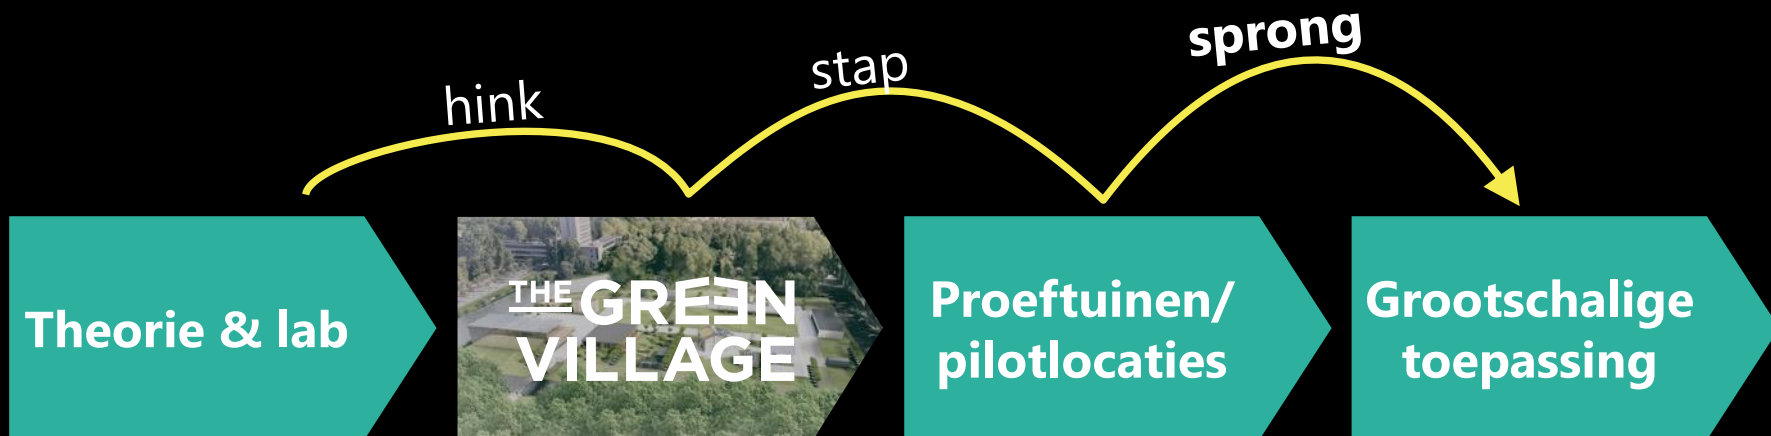 hink
stap
sprong
Theorie & lab
THE GREEN
VILLAGE
Proeftuinen/
pilotlocaties
Grootschalige
toepassing